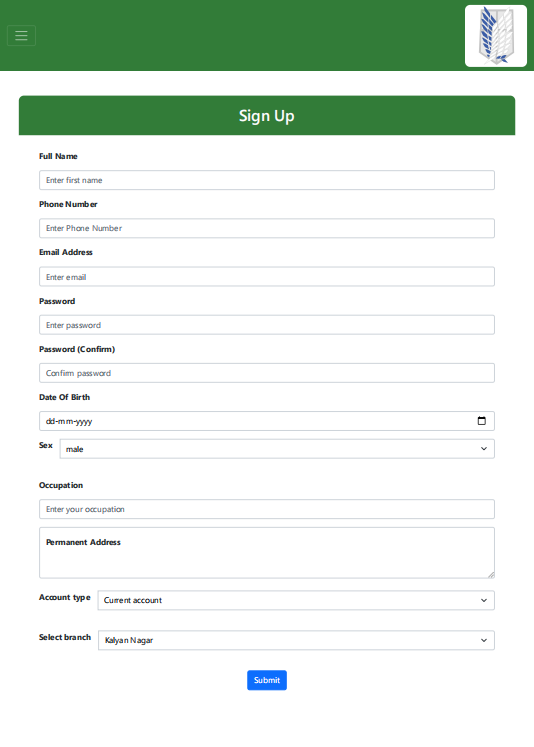 Sign Up
Full Name
Enter first name
Phone Number
Enter Phone Number
Email Address
Enter email
Password
Enter password
Password (Confirm)
Confirm password
Date Of Birth
dd-mm-yyyy
Sex male
Occupation
Enter your occupation
Permanent Address
Account type Current account
Select branch Kalyan Nagar
Submit